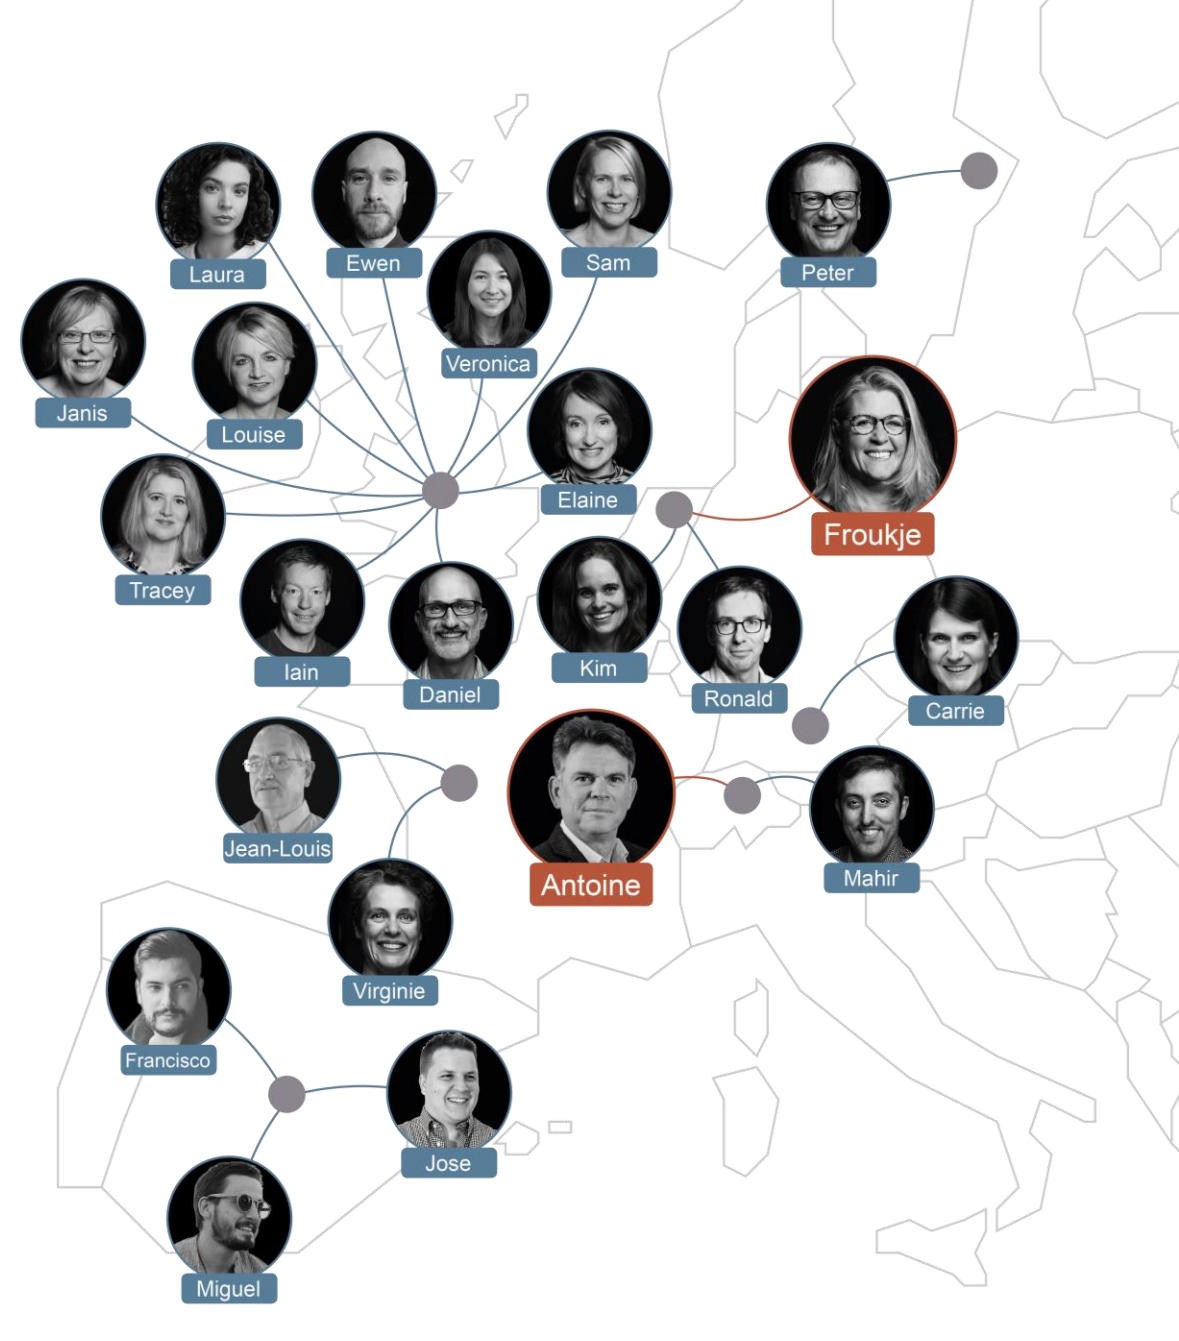 Laura
Ewen
Sam
Peter
Veronica
Janis
Louise
Elaine
Froukje
Tracey
Iain
Daniel
Kim
Ronald
Carrie
Jean-Louis
Antoine
Mahir
Virginie
Francisco
Jose
Miguel